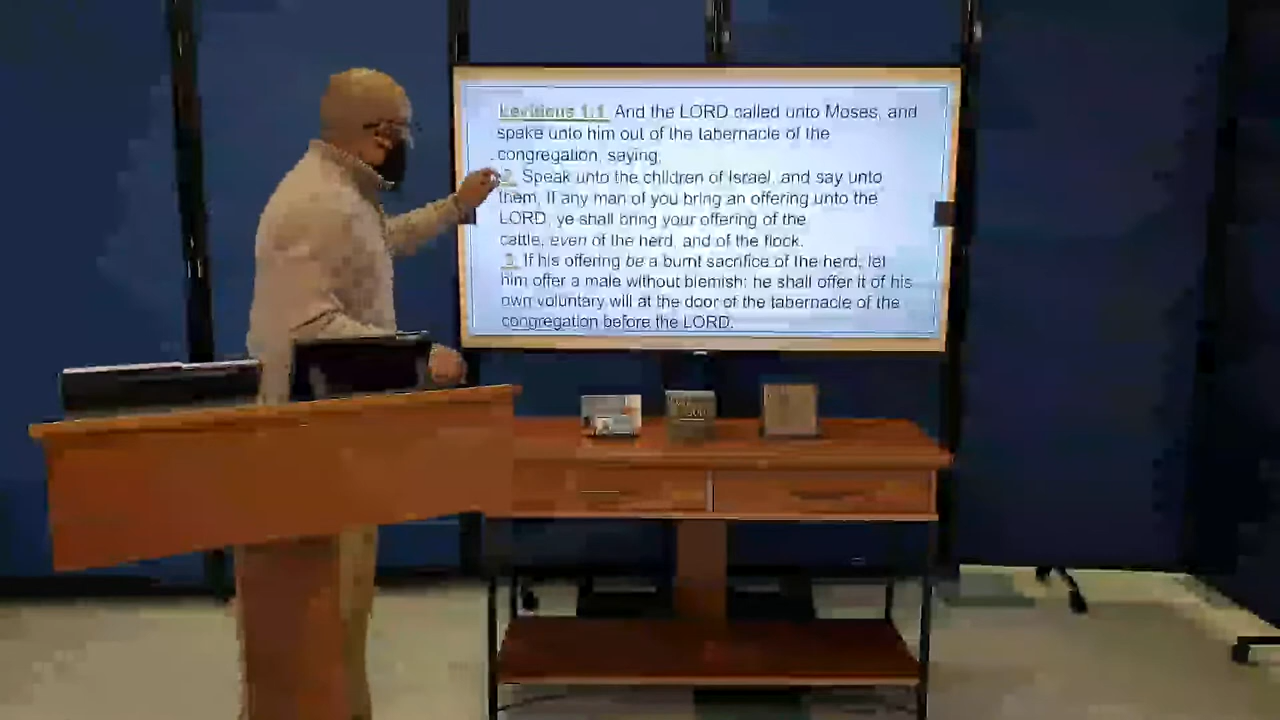 Leviticus 1:1 And the LORD called unto Moses, and
spake unto him out of the tabernacle of the
congregation, saying,
2 Speak unto the children of Israel, and say unto
them, If any man of you bring an offering unto the
LORD, ye shall bring your offering of the
cattle, even of the herd, and of the flock.
3 If his offering be a burnt sacrifice of the herd, let
him offer a male without blemish: he shall offer it of his
own voluntary will at the door of the tabernacle of the
congregation before the LORD.